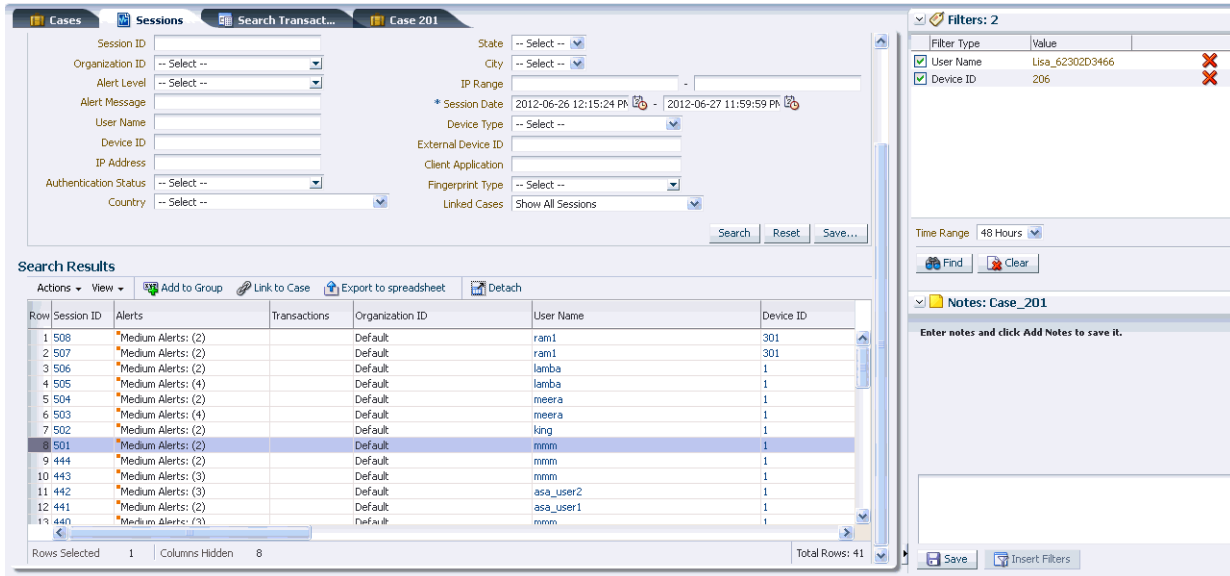 Cases Sessions Search Transact... Case 201
Session ID
Organization ID -- Select --
Alert Level -- Select --
Alert Message
User Name
Device ID
IP Address
Authentication Status -- Select --
Country -- Select --
State -- Select --
City -- Select --
IP Range -
* Session Date 2012-06-26 12:15:24 PM - 2012-06-27 11:59:59 PM
Device Type -- Select --
External Device ID
Client Application
Fingerprint Type -- Select --
Linked Cases Show All Sessions
Search Reset Save...
Search Results
Actions View Add to Group Link to Case Export to spreadsheet Detach
Row Session ID Alerts Transactions Organization ID User Name Device ID
1 508 Medium Alerts: (2) Default ram1 301
2 507 Medium Alerts: (2) Default ram1 301
3 506 Medium Alerts: (2) Default lamba 1
4 505 Medium Alerts: (4) Default lamba 1
5 504 Medium Alerts: (2) Default meera 1
6 503 Medium Alerts: (4) Default meera 1
7 502 Medium Alerts: (2) Default king 1
8 501 Medium Alerts: (2) Default mmm 1
9 444 Medium Alerts: (2) Default mmm 1
10 443 Medium Alerts: (3) Default mmm 1
11 442 Medium Alerts: (3) Default asa_user2 1
12 441 Medium Alerts: (2) Default asa_user1 1
13 440 Medium Alerts: (3) Default mmm 1
Rows Selected 1 Columns Hidden 8 Total Rows: 41
Filters: 2
Filter Type Value
User Name Lisa_62302D3466
Device ID 206
Time Range 48 Hours
Find Clear
Notes: Case_201
Enter notes and click Add Notes to save it.
Save Insert Filters